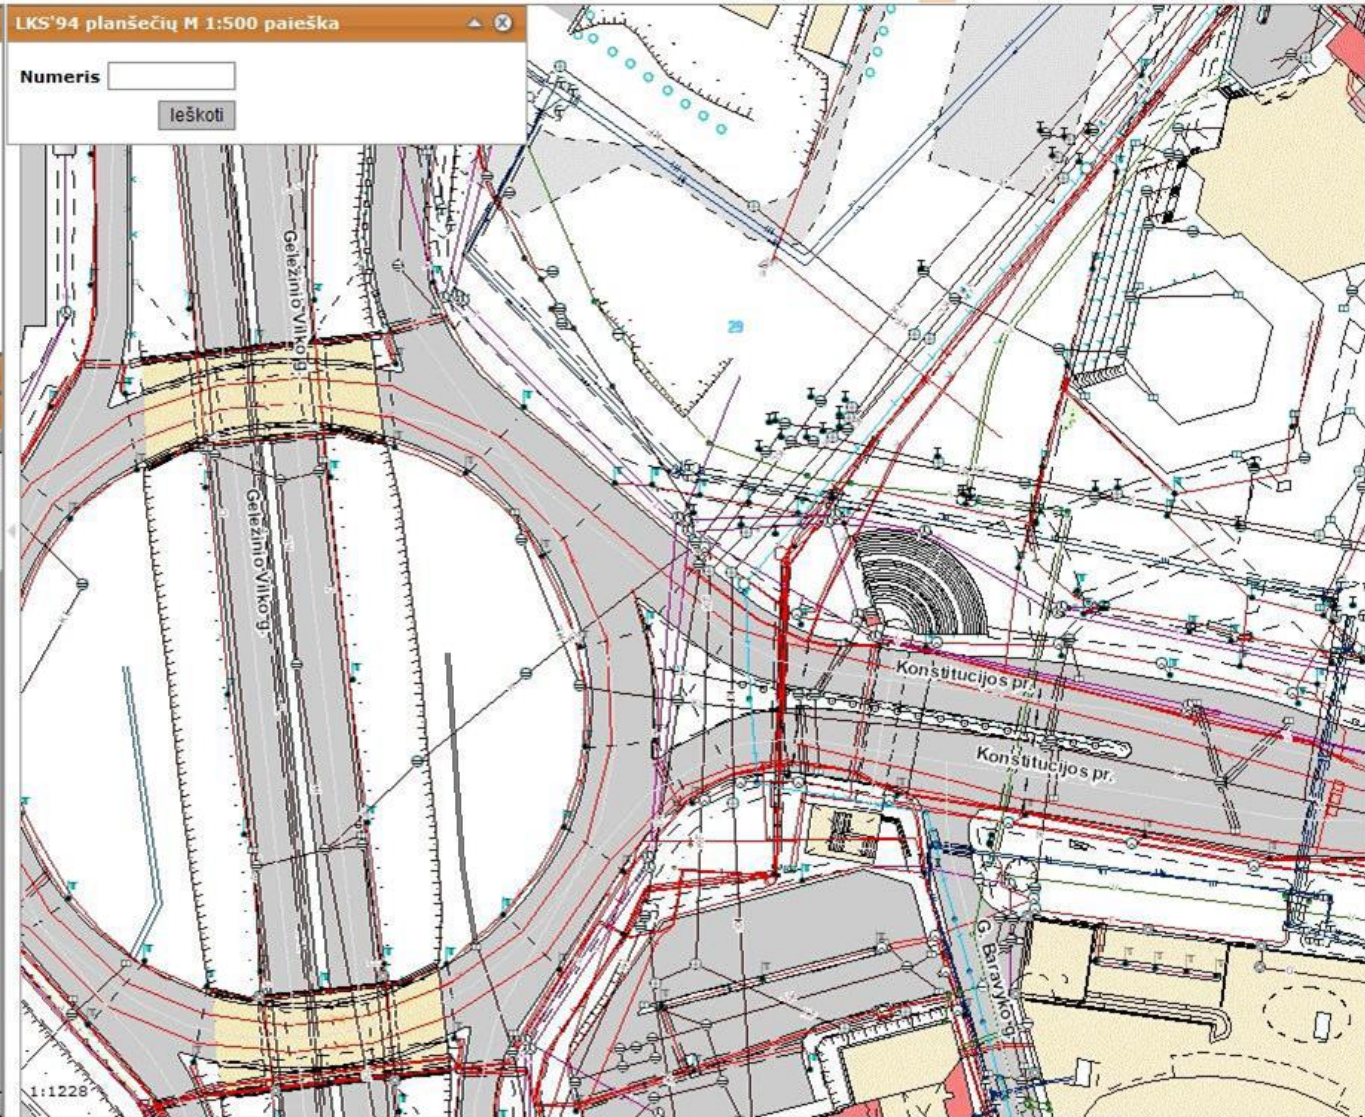 LKS'94 planšečių M 1:500 paieška
Numeris
Ieškoti
Geležinio Vilko g.
29
Geležinio Vilko g.
Konstitucijos pr.
Konstitucijos pr.
G. Baravyko g.
1:1228